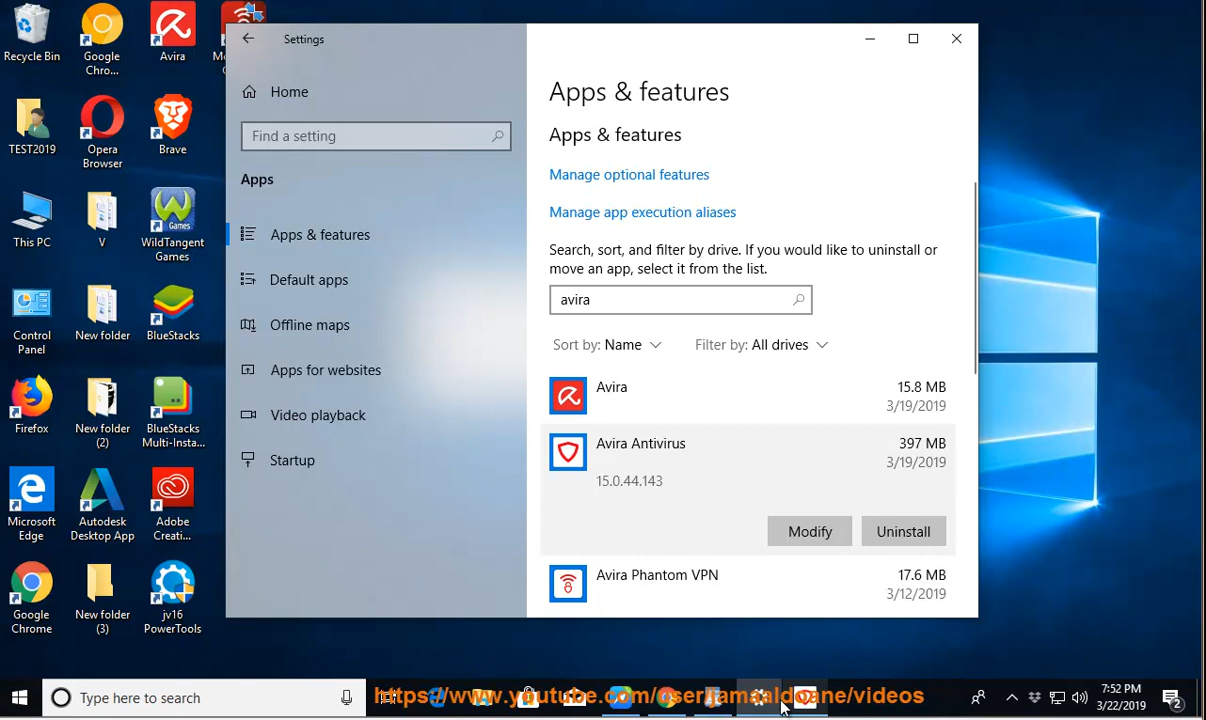 Recycle Bin
Google
Chro...
Avira
TEST2019
Opera
Browser
Brave
This PC
V
WildTangent
Games
Control
Panel
New folder
BlueStacks
Firefox
New folder
(2)
BlueStacks
Multi-Insta...
Microsoft
Edge
Autodesk
Desktop App
Adobe
Creati...
Google
Chrome
New folder
(3)
jv16
PowerTools
Settings
Home
Find a setting
Apps
Apps & features
Default apps
Offline maps
Apps for websites
Video playback
Startup
Apps & features
Apps & features
Manage optional features
Manage app execution aliases
Search, sort, and filter by drive. If you would like to uninstall or
move an app, select it from the list.
avira
Sort by: Name
Filter by: All drives
Avira 15.8 MB
3/19/2019
Avira Antivirus 397 MB
3/19/2019
15.0.44.143
Modify Uninstall
Avira Phantom VPN 17.6 MB
3/12/2019
Type here to search
7:52 PM
3/22/2019
2